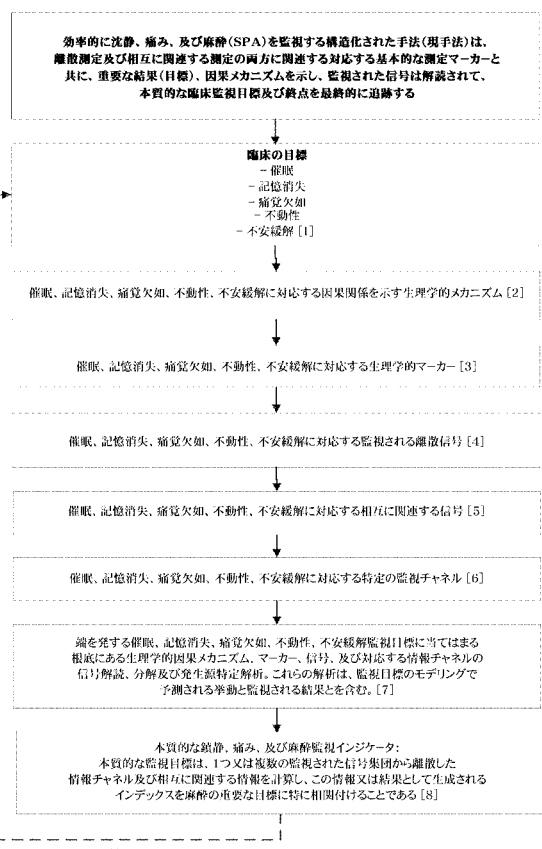 効率的に沈静、痛み、及び麻酔(SPA)を監視する構造化された手法(現手法)は、
離散測定及び相互に関連する測定の両方に関連する対応する基本的な測定マーカーと
共に、重要な結果(目標)、因果メカニズムを示し、監視された信号は解読されて、
本質的な臨床監視目標及び終点を最終的に追跡する
臨床の目標
− 催眠
− 記憶消失
− 痛覚欠如
− 不動性
− 不安緩解 [1]
催眠、記憶消失、痛覚欠如、不動性、不安緩解に対応する因果関係を示す生理学的メカニズム [2]
催眠、記憶消失、痛覚欠如、不動性、不安緩解に対応する生理学的マーカー [3]
催眠、記憶消失、痛覚欠如、不動性、不安緩解に対応する監視される離散信号 [4]
催眠、記憶消失、痛覚欠如、不動性、不安緩解に対応する相互に関連する信号 [5]
催眠、記憶消失、痛覚欠如、不動性、不安緩解に対応する特定の監視チャネル [6]
端を発する催眠、記憶消失、痛覚欠如、不動性、不安緩解監視目標に当てはまる
根底にある生理学的因果メカニズム、マーカー、信号、及び対応する情報チャネルの
信号解読、分解及び発生源特定解析。これらの解析は、監視目標のモデリングで
予測される挙動と監視される結果とを含む。[7]
本質的な鎮静、痛み、及び麻酔監視インジケータ:
本質的な監視目標は、1つ又は複数の監視された信号集団から離散した
情報チャネル及び相互に関連する情報を計算し、この情報又は結果として生成される
インデックスを麻酔の重要な目標に特に相関付けることである [8]